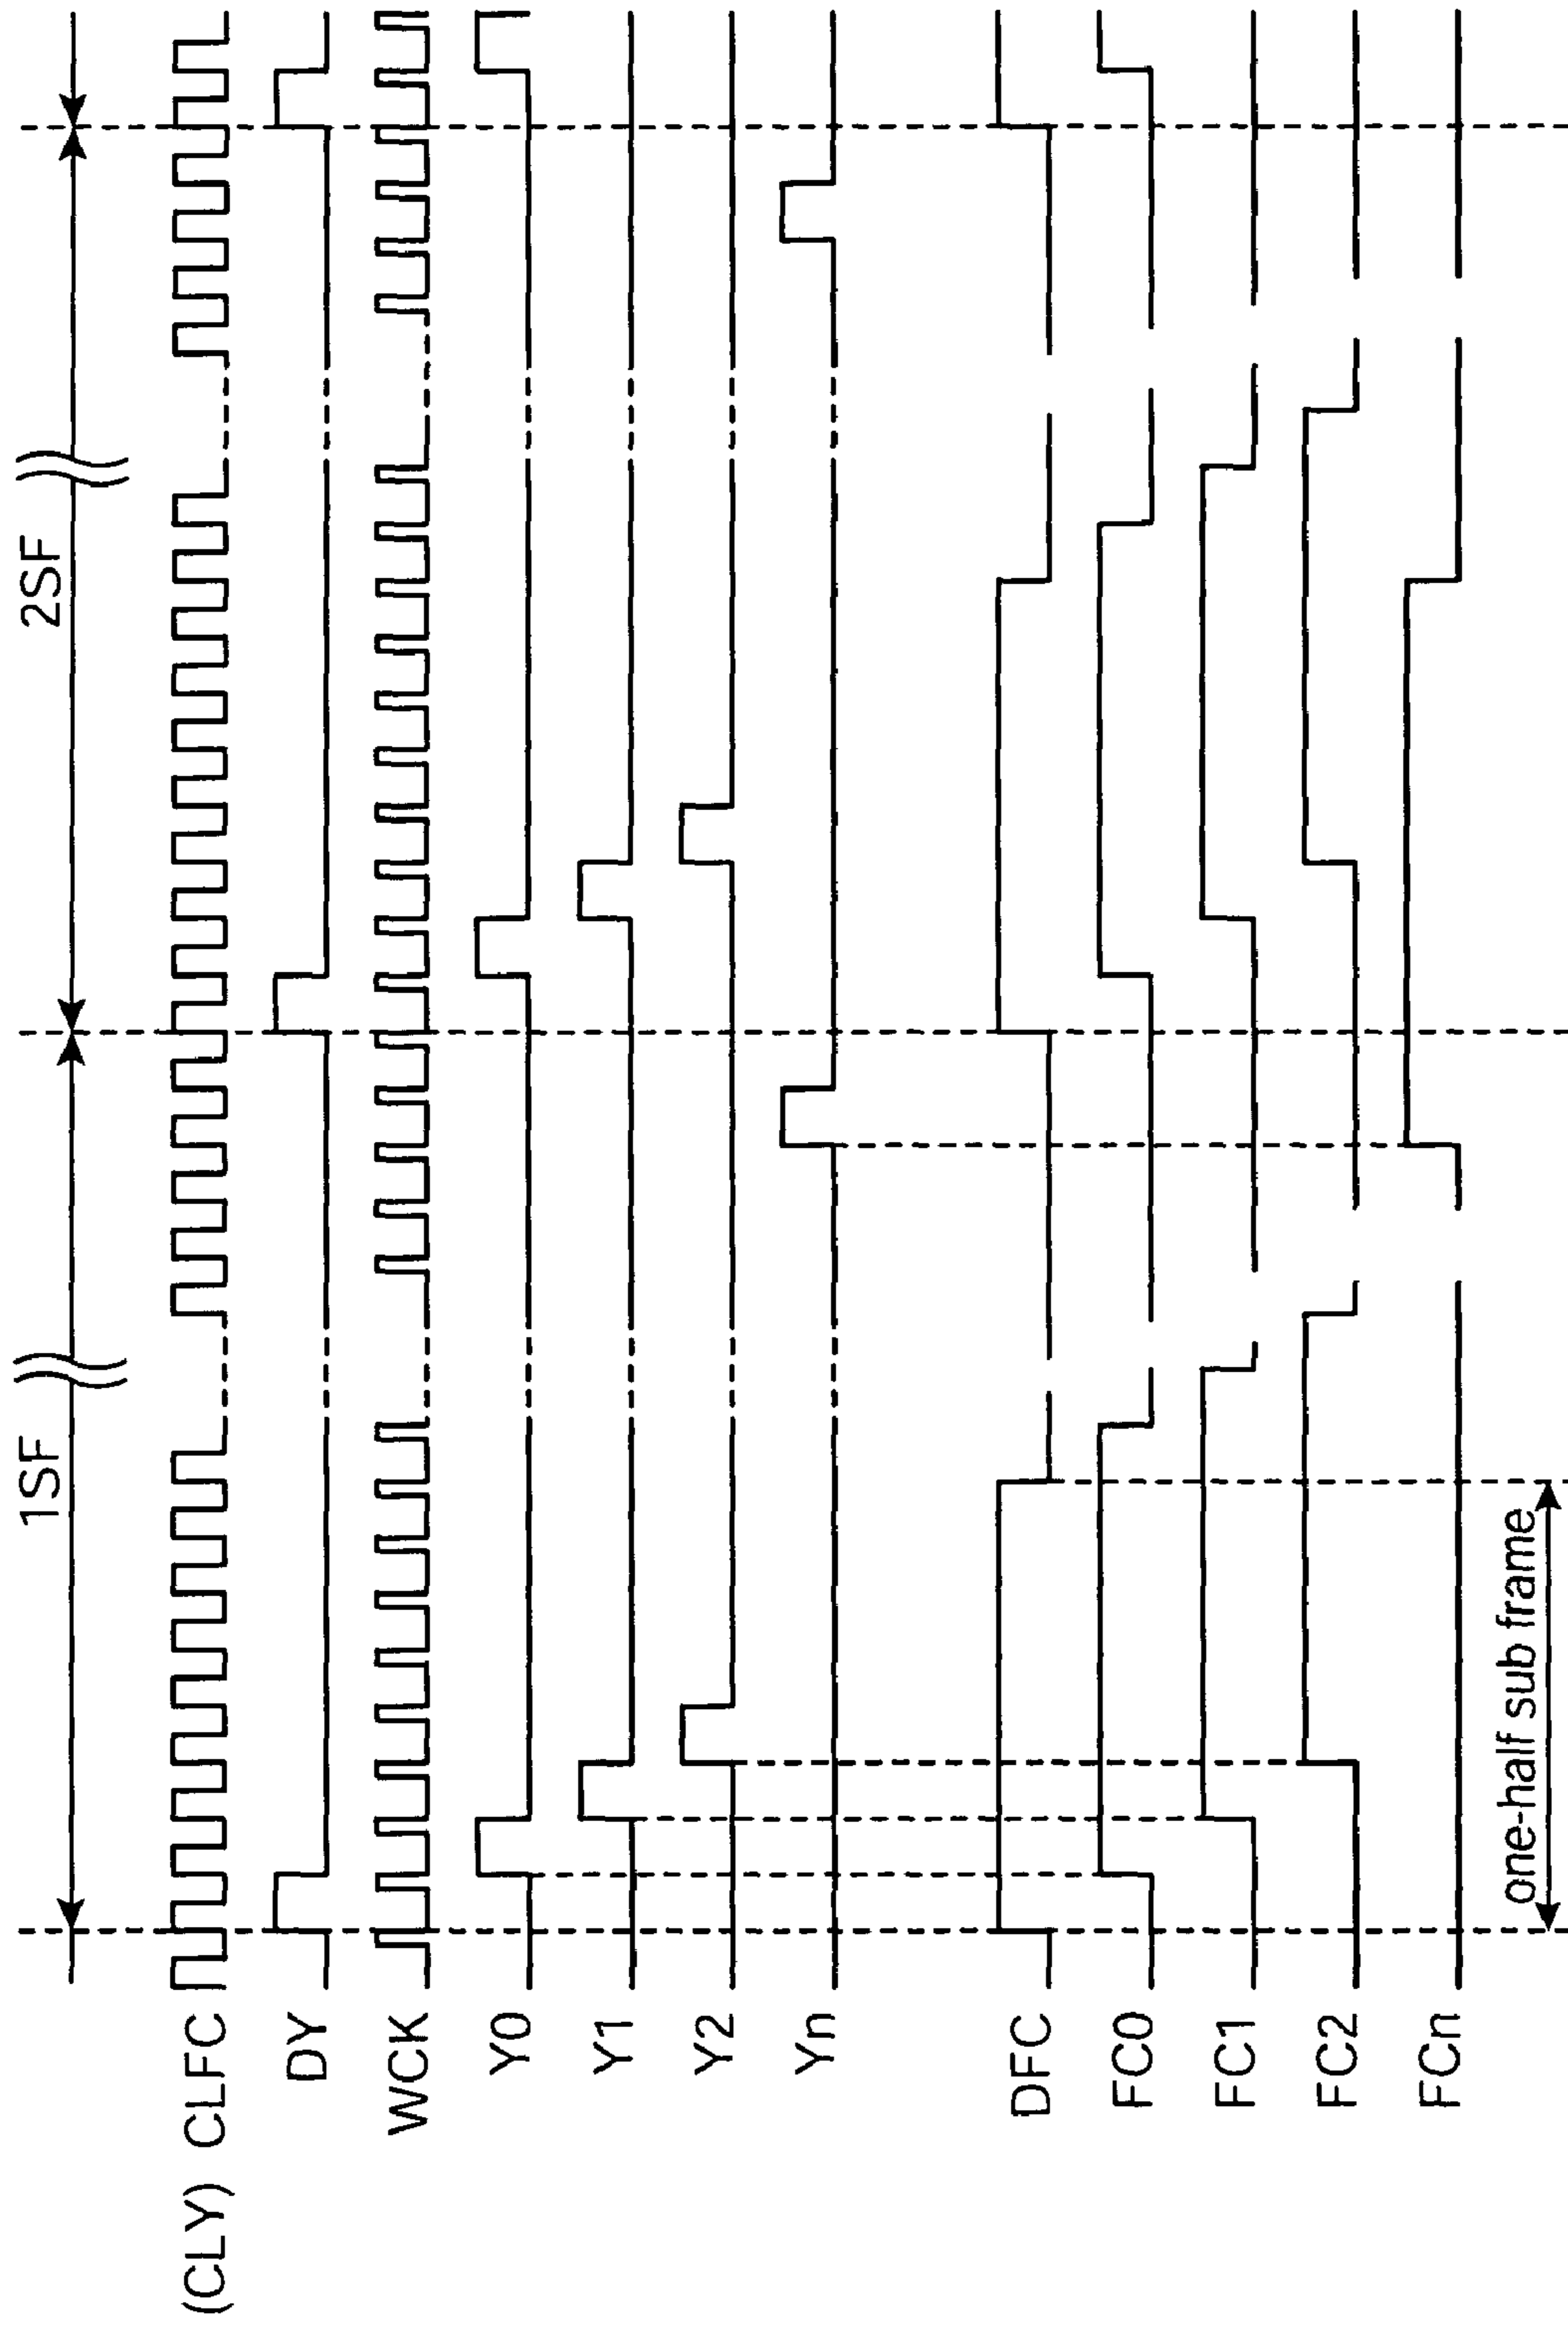 1SF
2SF
(CLY) CLFC
DY
WCK
Y0
Y1
Y2
Yn
DFC
FC0
FC1
FC2
FCn
one-half sub frame